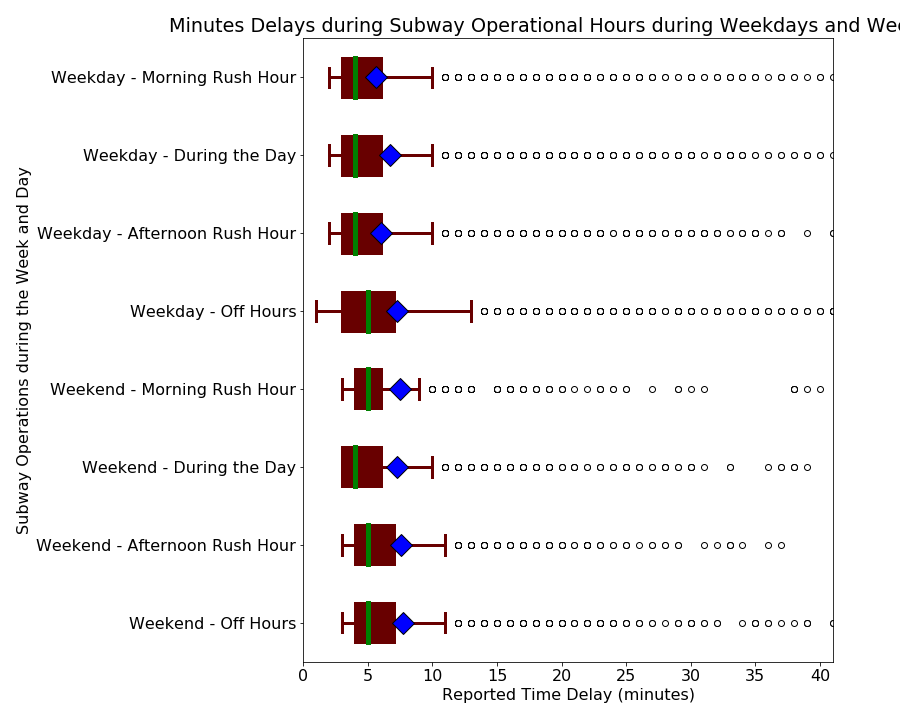 Minutes Delays during Subway Operational Hours during Weekdays and
Subway Operations during the Week and Day
Weekday - Morning Rush Hour
Weekday - During the Day
Weekday - Afternoon Rush Hour
Weekday - Off Hours
Weekend - Morning Rush Hour
Weekend - During the Day
Weekend - Afternoon Rush Hour
Weekend - Off Hours
0 5 10 15 20 25 30 35 40
Reported Time Delay (minutes)